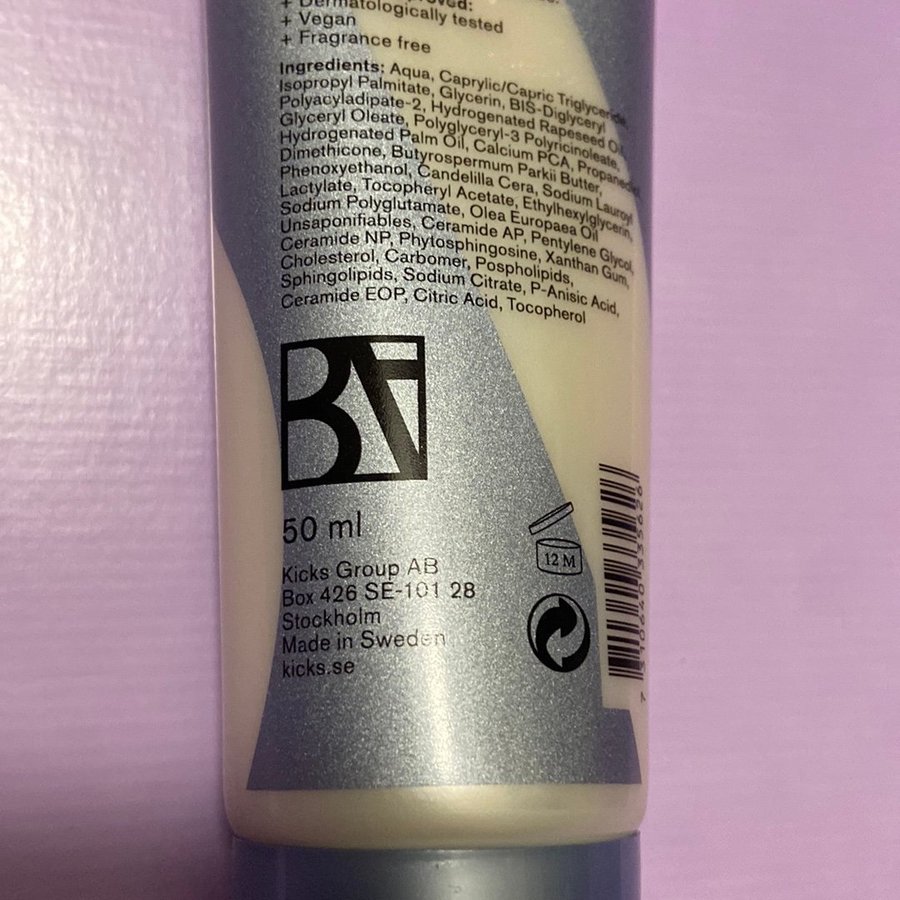 + Dermatologically tested
+ Vegan
+ Fragrance free
Ingredients: Aqua, Caprylic/Capric Triglyceride,
Isopropyl Palmitate, Glycerin, BIS-Diglyceryl
Polyacyladipate-2, Hydrogenated Rapeseed Oil,
Glyceryl Oleate, Polyglyceryl-3 Polyricinoleate,
Hydrogenated Palm Oil, Calcium PCA, Propanediol,
Dimethicone, Butyrospermum Parkii Butter,
Phenoxyethanol, Candelilla Cera, Sodium Lauroyl
Lactylate, Tocopheryl Acetate, Ethylhexylglycerin,
Sodium Polyglutamate, Olea Europaea Oil
Unsaponifiables, Ceramide AP, Pentylene Glycol,
Ceramide NP, Phytosphingosine, Xanthan Gum,
Cholesterol, Carbomer, Pospholipids,
Sphingolipids, Sodium Citrate, P-Anisic Acid,
Ceramide EOP, Citric Acid, Tocopherol
50 ml
12 M
Kicks Group AB
Box 426 SE-101 28
Stockholm
Made in Sweden
kicks.se